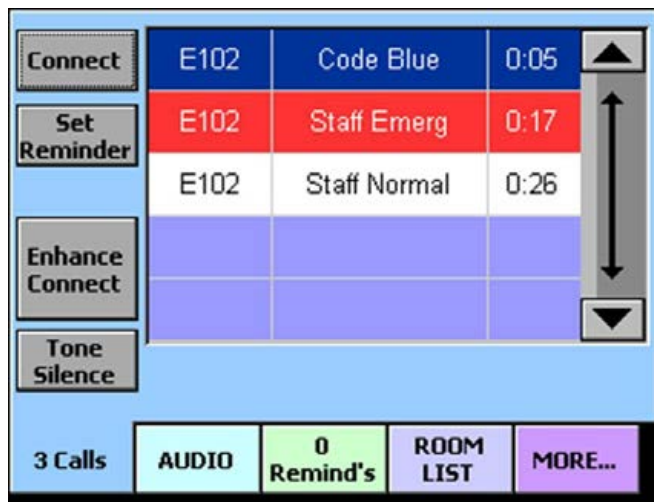 Connect
E102 Code Blue 0:05
Set
Reminder
E102 Staff Emerg 0:17
E102 Staff Normal 0:26
Enhance
Connect
Tone
Silence
3 Calls
AUDIO
0
Remind's
ROOM
LIST
MORE...